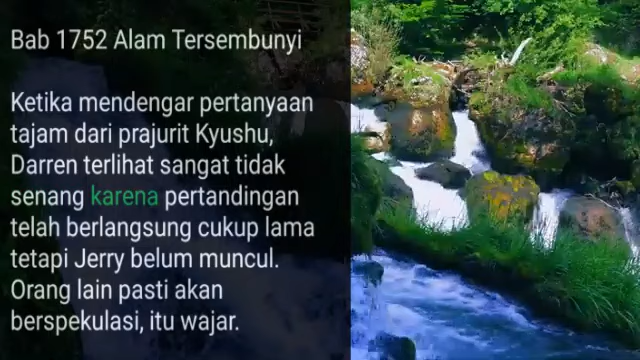 Bab 1752 Alam Tersembunyi
Ketika mendengar pertanyaan
tajam dari prajurit Kyushu,
Darren terlihat sangat tidak
senang karena pertandingan
telah berlangsung cukup lama
tetapi Jerry belum muncul.
Orang lain pasti akan
berspekulasi, itu wajar.